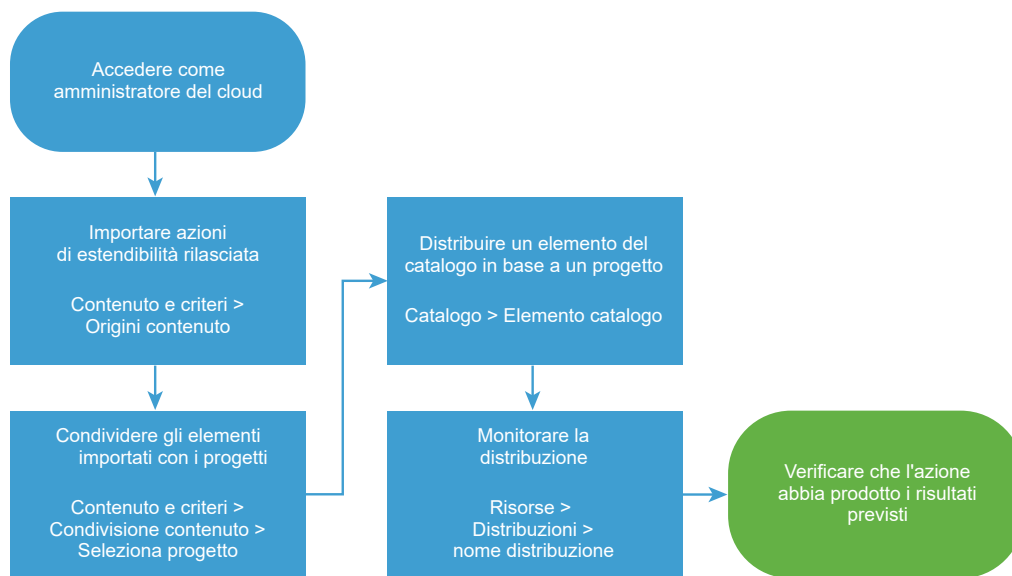 Accedere come
amministratore del cloud
Importare azioni
di estendibilità rilasciata
Contenuto e criteri >
Origini contenuto
Condividere gli elementi
importati con i progetti
Contenuto e criteri >
Condivisione contenuto >
Seleziona progetto
Distribuire un elemento del
catalogo in base a un progetto
Catalogo > Elemento catalogo
Monitorare la
distribuzione
Risorse >
Distribuzioni >
nome distribuzione
Verificare che l'azione
abbia prodotto i risultati
previsti